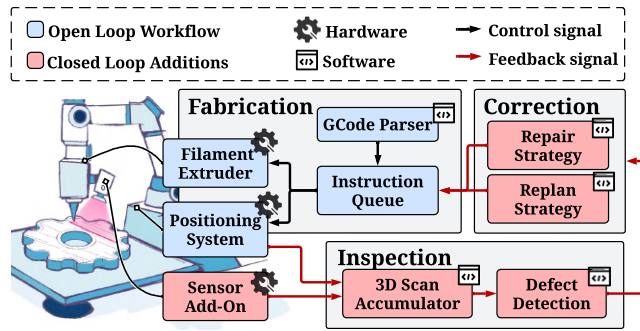 Open Loop Workflow
Hardware
Control signal
Closed Loop Additions
Software
Feedback signal
Fabrication
GCode Parser
Filament
Extruder
Instruction
Queue
Positioning
System
Correction
Repair
Strategy
Replan
Strategy
Inspection
Sensor
Add-On
3D Scan
Accumulator
Defect
Detection